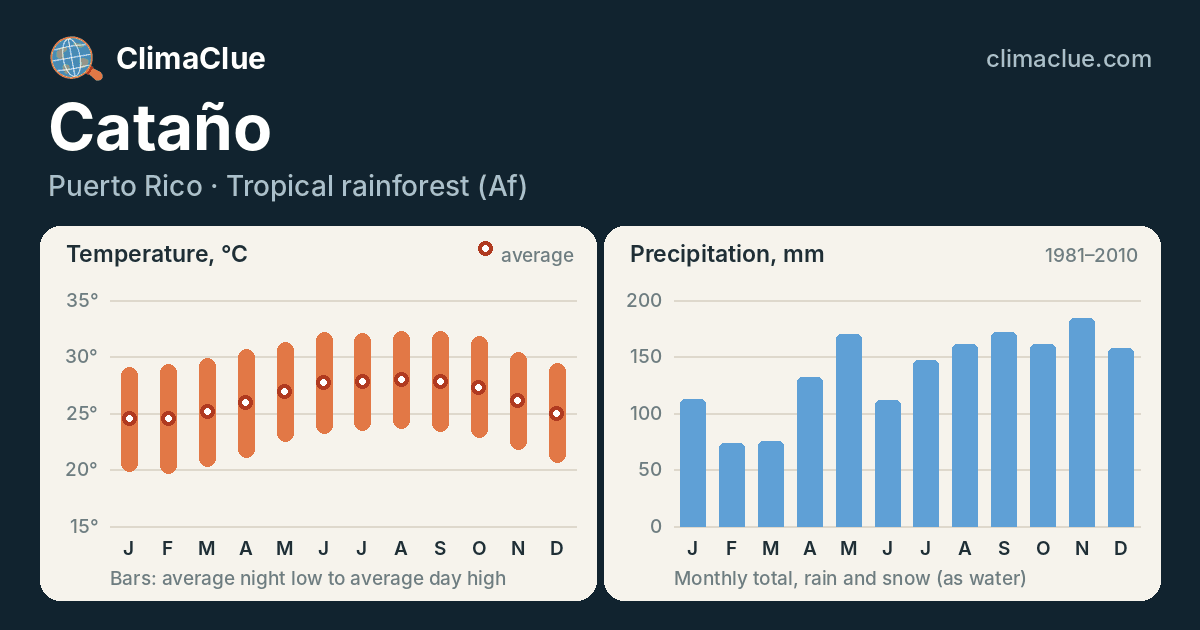 ClimaClue
climaclue.com
Cataño
Puerto Rico · Tropical rainforest (Af)
Temperature, °C
average
35°
30°
25°
20°
15°
J F M A M J J A S O N D
Bars: average night low to average day high
Precipitation, mm
1981–2010
200
150
100
50
0
J F M A M J J A S O N D
Monthly total, rain and snow (as water)